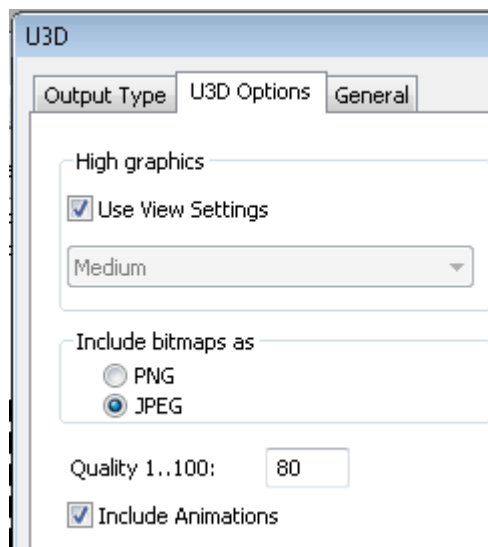 U3D
Output Type U3D Options General
High graphics
Use View Settings
Medium
Include bitmaps as
PNG
JPEG
Quality 1..100: 80
Include Animations